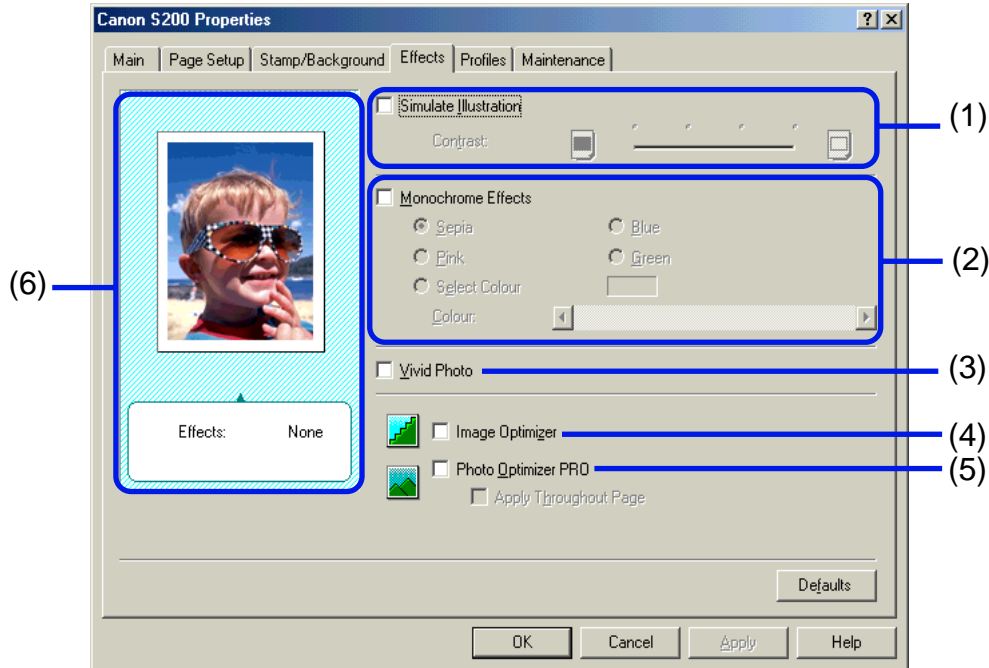 Canon S200 Properties
Main Page Setup Stamp/Background Effects Profiles Maintenance
Simulate Illustration
(1)
Contrast:
Monochrome Effects
Sepia Blue
Pink Green
(2)
Select Colour
(6)
Colour:
Vivid Photo
(3)
Effects: None
Image Optimizer
(4)
Photo Optimizer PRO
(5)
Apply Throughout Page
Defaults
OK Cancel Apply Help